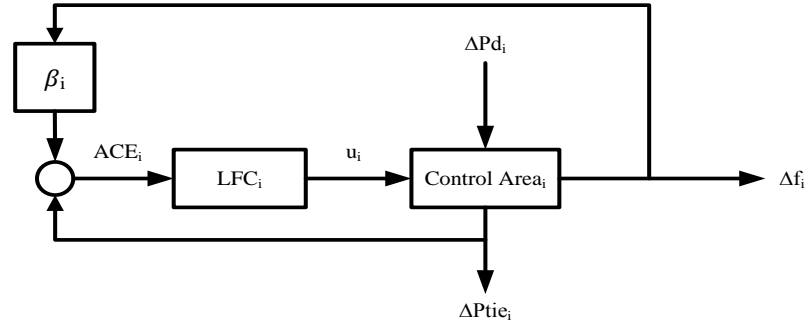 ΔPdᵢ
βᵢ
ACEᵢ
uᵢ
LFCᵢ
Control Areaᵢ
Δfᵢ
ΔPtieᵢ